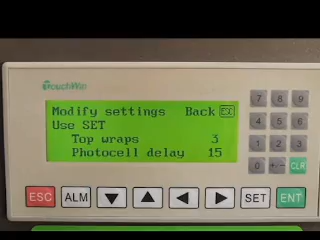 TouchWin
Modify settings Back ESC
Use SET
Top wraps 3
Photocell delay 15
7 8 9
4 5 6
1 2 3
0 +/- CLR
ESC ALM ▼ ▲ ◀ ▶ SET ENT